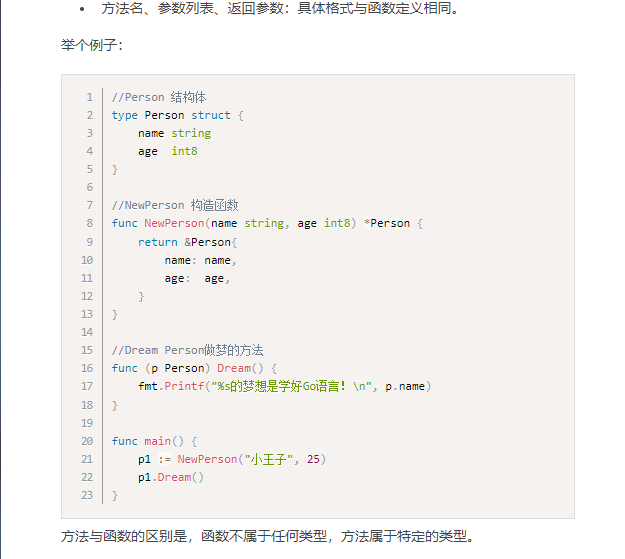 • 方法名、参数列表、返回参数：具体格式与函数定义相同。
举个例子：
1 //Person 结构体
2 type Person struct {
3     name string
4     age  int8
5 }
6
7 //NewPerson 构造函数
8 func NewPerson(name string, age int8) *Person {
9     return &Person{
10         name: name,
11         age:  age,
12     }
13 }
14
15 //Dream Person做梦的方法
16 func (p Person) Dream() {
17     fmt.Printf("%s的梦想是学好Go语言！\n", p.name)
18 }
19
20 func main() {
21     p1 := NewPerson("小王子", 25)
22     p1.Dream()
23 }
方法与函数的区别是，函数不属于任何类型，方法属于特定的类型。